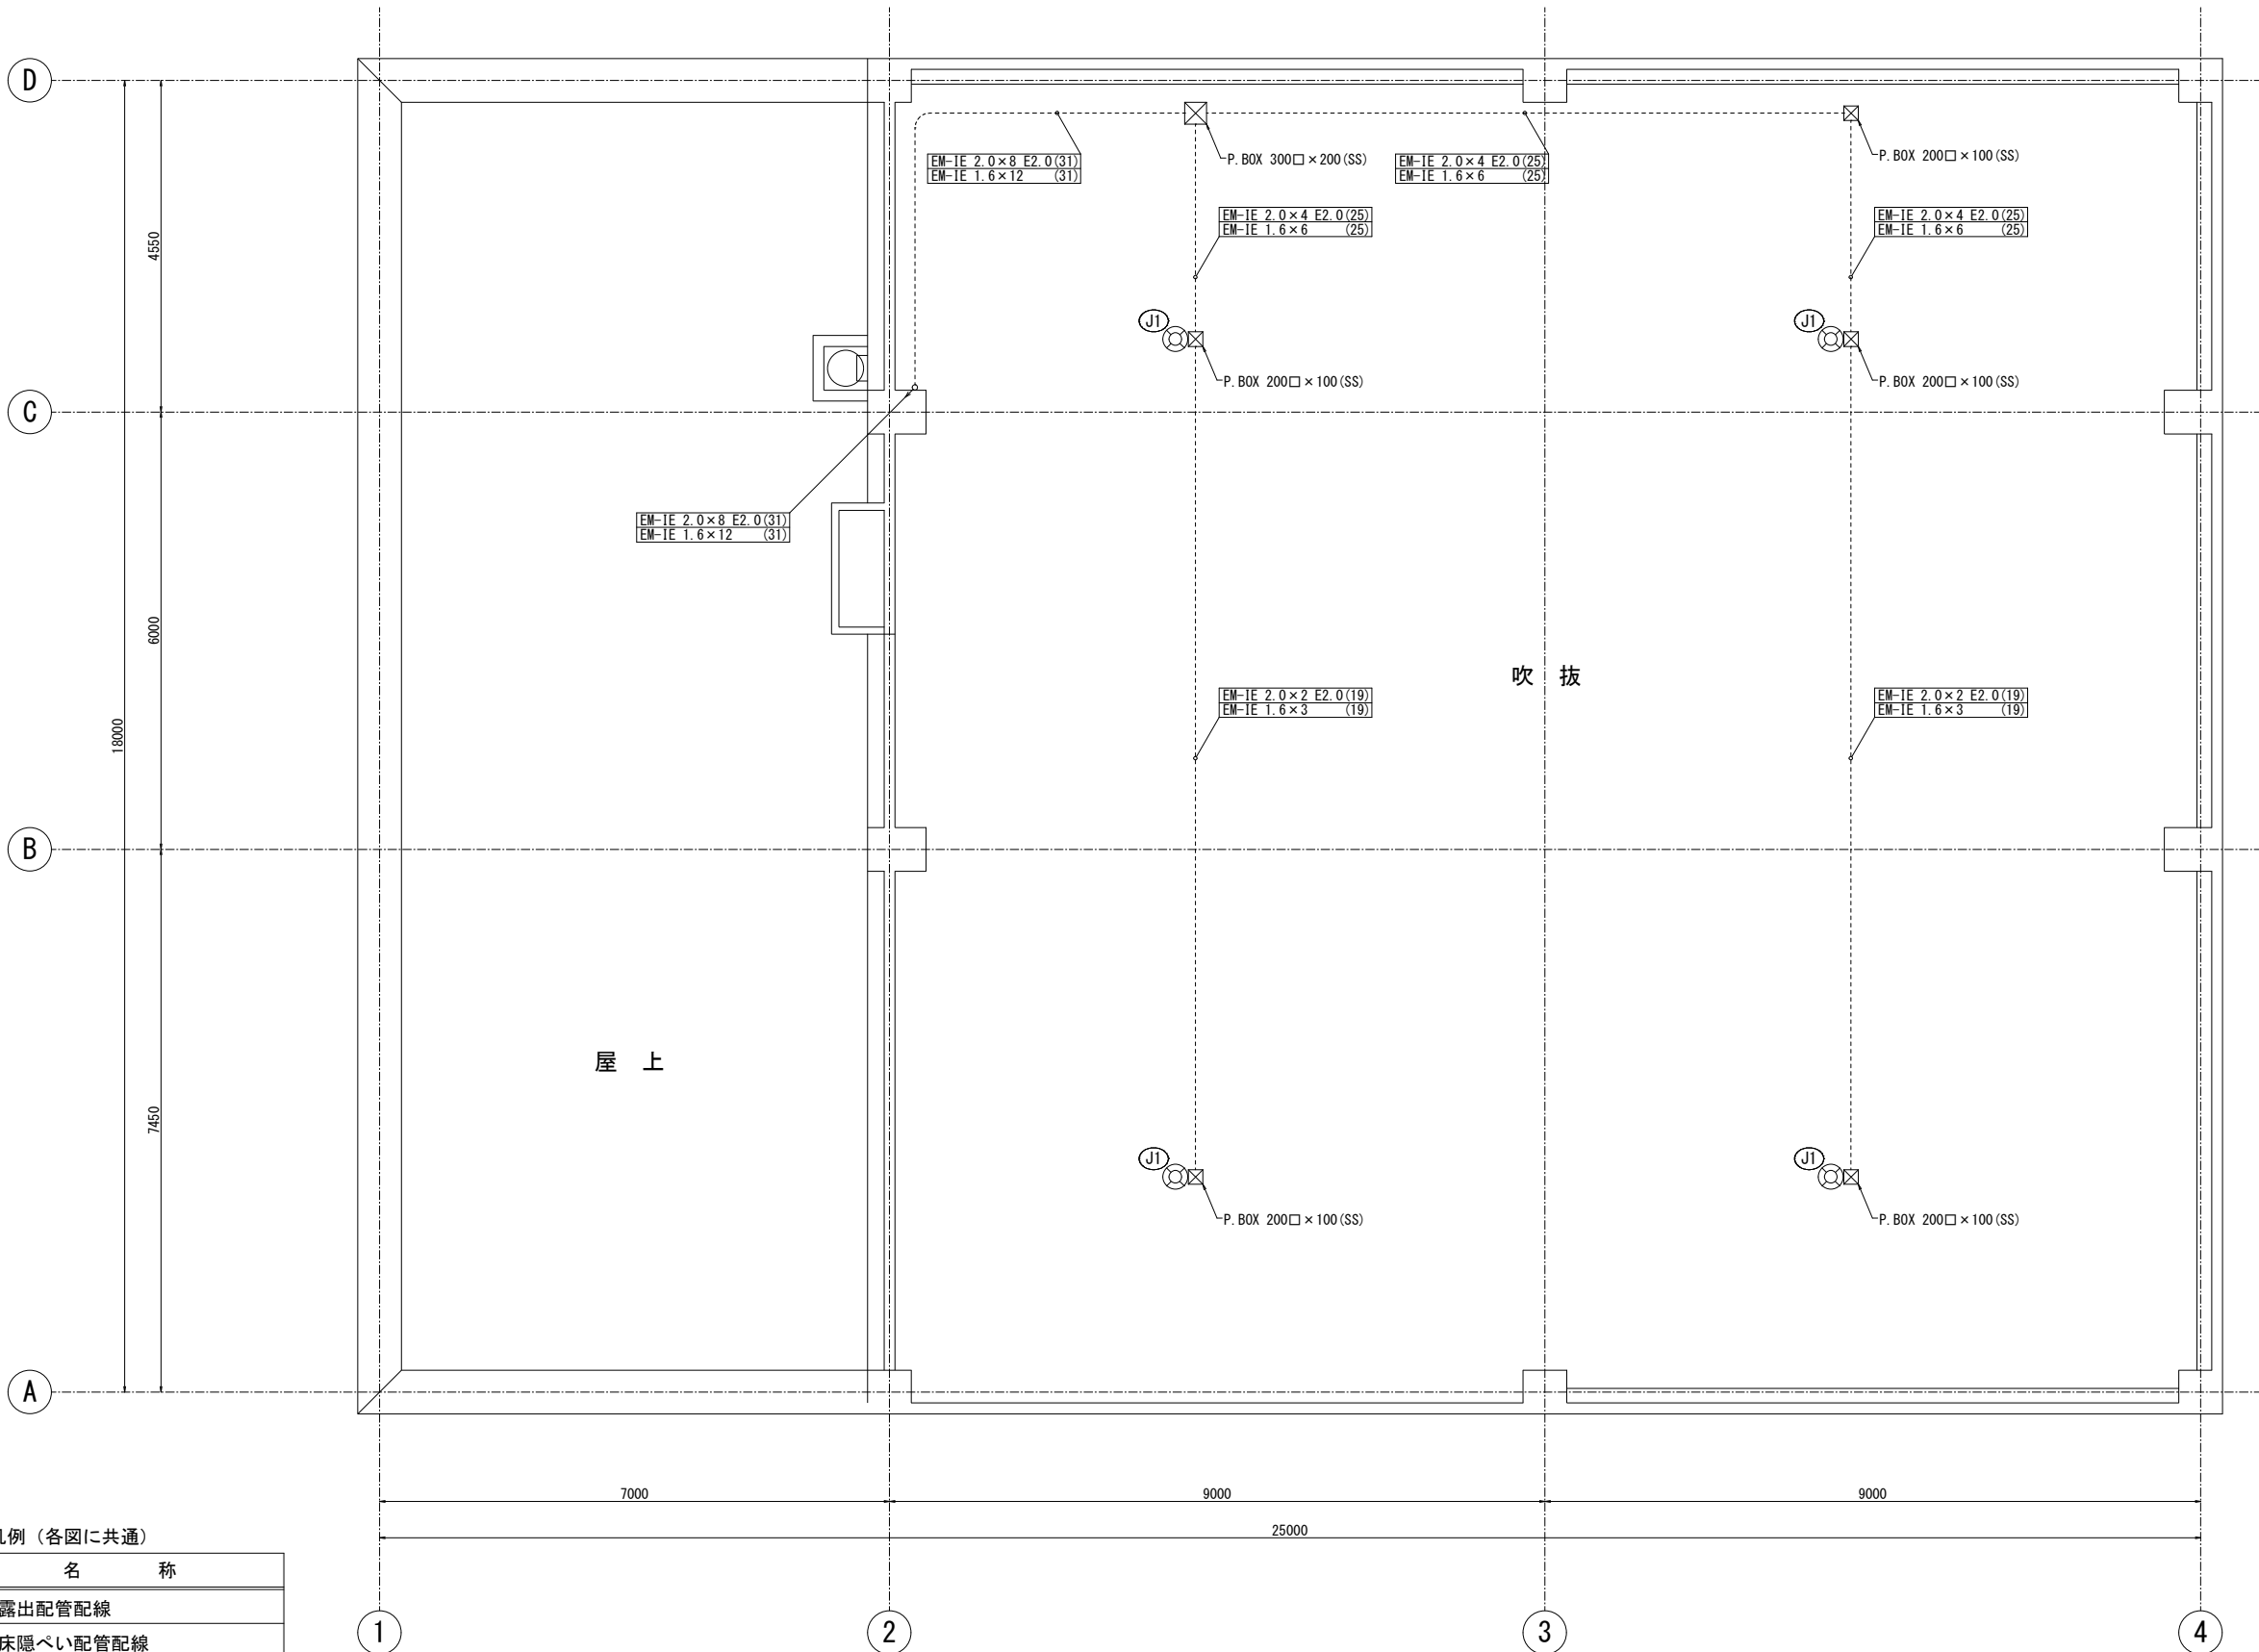 D
EM-IE 2.0×8 E2.0(31)
EM-IE 1.6×12 (31)
P.BOX 300□×200(SS)
EM-IE 2.0×4 E2.0(25)
EM-IE 1.6×6 (25)
P.BOX 200□×100(SS)
4550
EM-IE 2.0×4 E2.0(25)
EM-IE 1.6×6 (25)
EM-IE 2.0×4 E2.0(25)
EM-IE 1.6×6 (25)
J1
J1
P.BOX 200□×100(SS)
P.BOX 200□×100(SS)
C
EM-IE 2.0×8 E2.0(31)
EM-IE 1.6×12 (31)
6000
18000
吹 抜
EM-IE 2.0×2 E2.0(19)
EM-IE 1.6×3 (19)
EM-IE 2.0×2 E2.0(19)
EM-IE 1.6×3 (19)
B
屋 上
7450
J1
J1
P.BOX 200□×100(SS)
P.BOX 200□×100(SS)
A
7000
9000
9000
25000
例（各図に共通）
名 称
露出配管配線
床隠ぺい配管配線
1
2
3
4